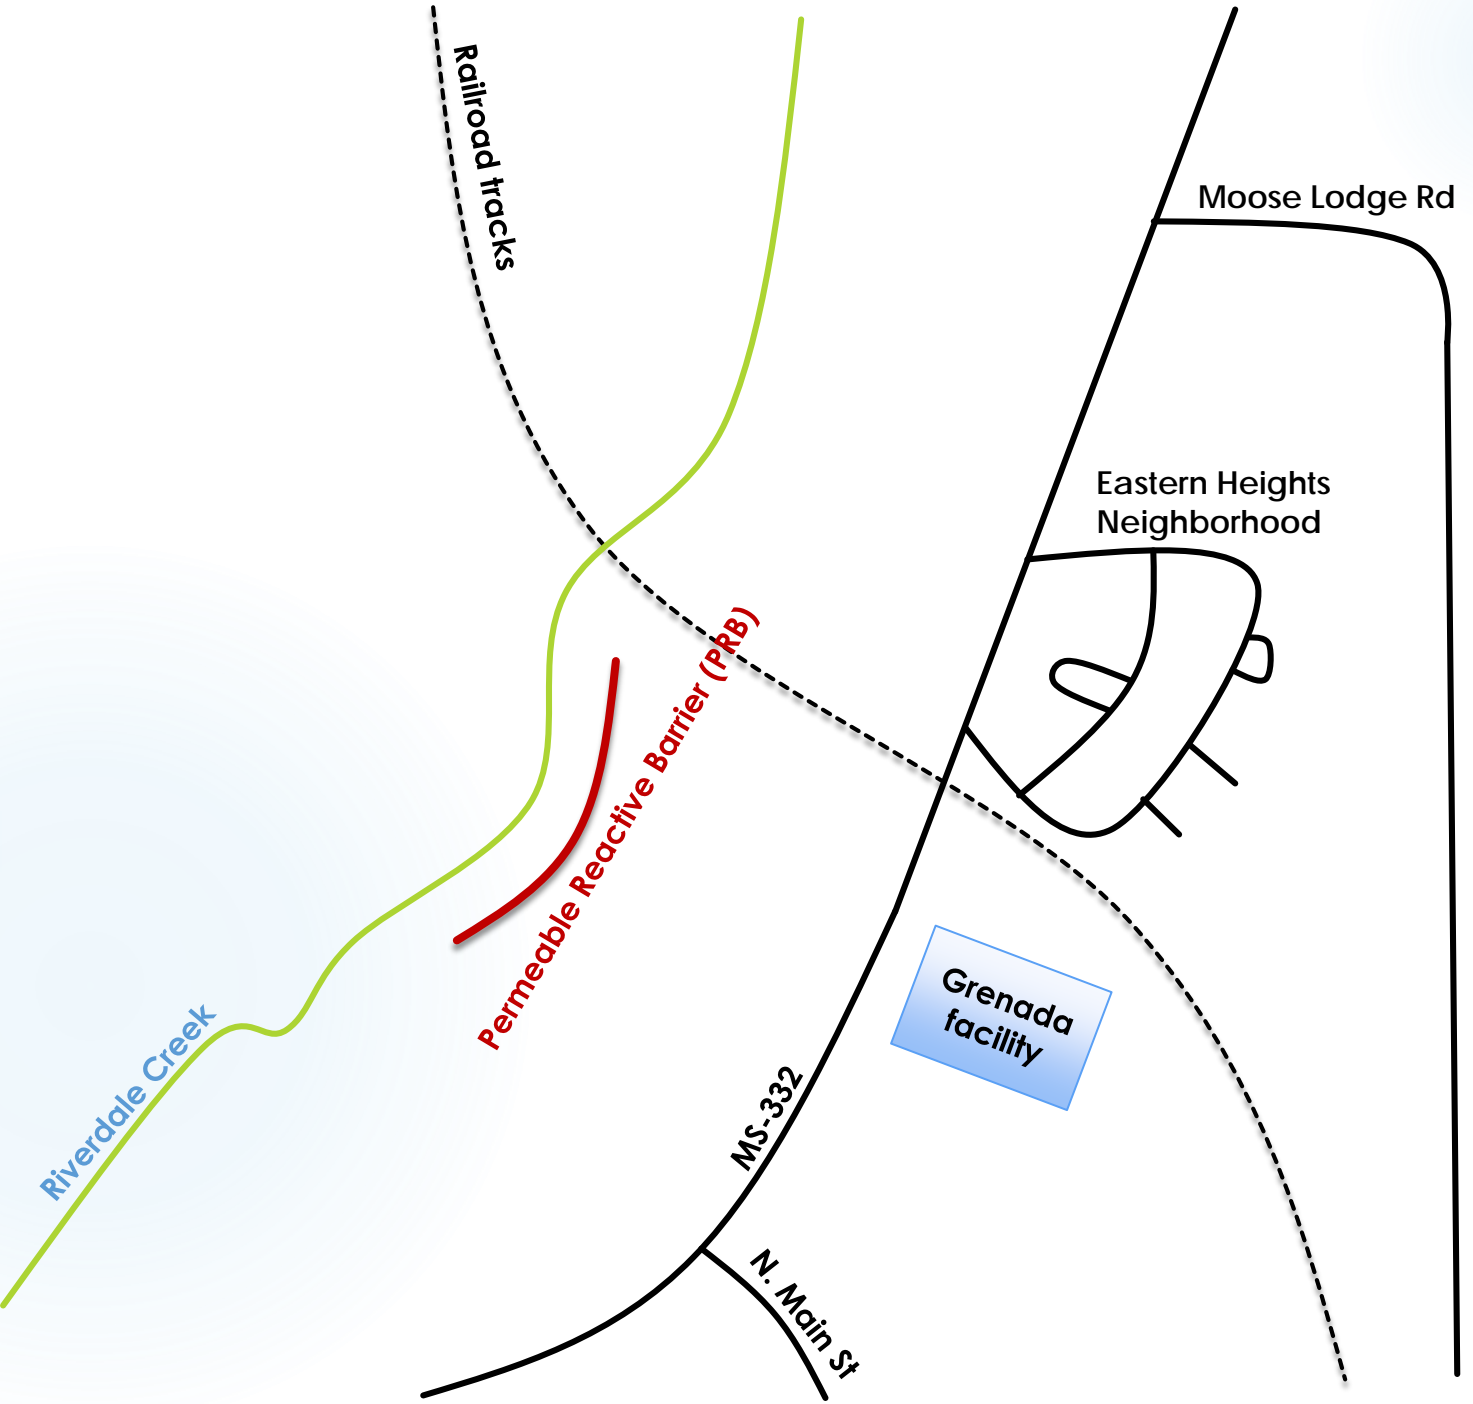 Railroad tracks
Moose Lodge Rd
Eastern Heights
Neighborhood
Permeable Reactive Barrier (PRB)
Grenada
facility
Riverdale Creek
MS-332
N. Main St